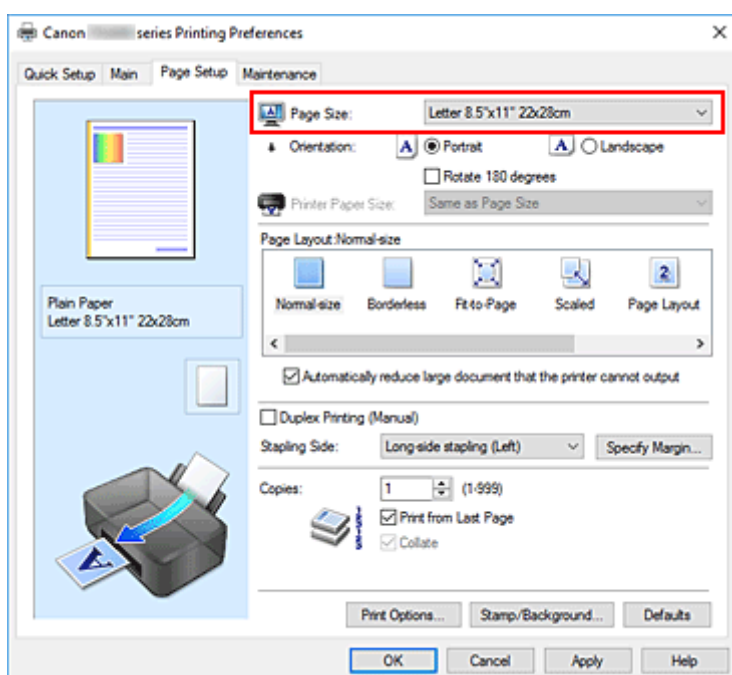 Canon series Printing Preferences
Quick Setup Main Page Setup Maintenance
Page Size: Letter 8.5"x11" 22x28cm
Orientation: A Portrait A Landscape
Rotate 180 degrees
Printer Paper Size: Same as Page Size
Page Layout:Normal-size
2
Normal-size Borderless Fit-to-Page Scaled Page Layout
Plain Paper
Letter 8.5"x11" 22x28cm
Automatically reduce large document that the printer cannot output
Duplex Printing (Manual)
Stapling Side: Long-side stapling (Left) Specify Margin...
Copies: 1 (1-999)
Print from Last Page
Collate
A
Print Options... Stamp/Background... Defaults
OK Cancel Apply Help